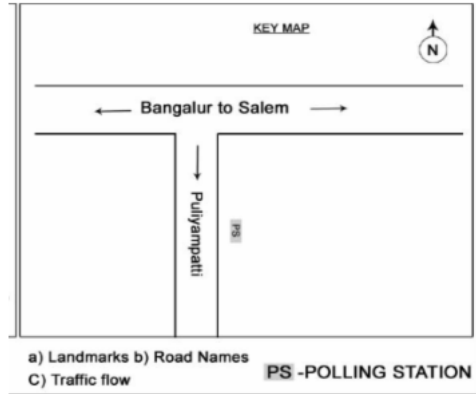 KEY MAP
N
Bangalur to Salem
Puliyampatti
PS
a) Landmarks b) Road Names
C) Traffic flow
PS -POLLING STATION